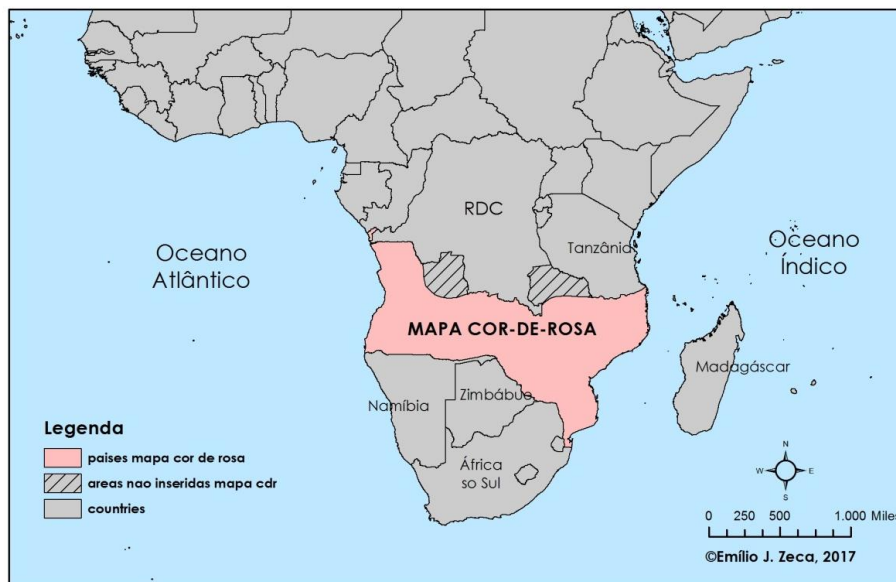 RDC
Tanzânia
Oceano
Atlântico
Oceano
Índico
MAPA COR-DE-ROSA
Madagáscar
Zimbábue
Namíbia
África
so Sul
Legenda
paises mapa cor de rosa
areas nao inseridas mapa cdr
countries
N
W
E
S
0 250 500 1.000 Miles
©Emílio J. Zeca, 2017